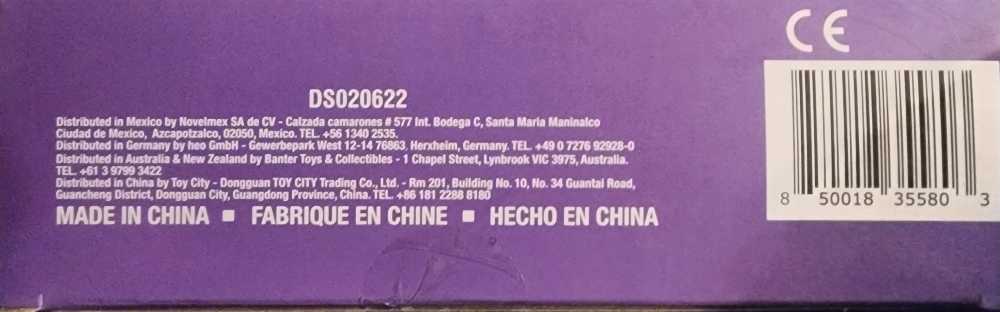 CE
DS020622
Distributed in Mexico by Novelmex SA de CV - Calzada camarones # 577 Int. Bodega C, Santa Maria Maninalco
Ciudad de Mexico, Azcapotzalco, 02050, Mexico. TEL. +56 1340 2535.
Distributed in Germany by heo GmbH - Gewerbepark West 12-14 76863. Herxheim, Germany. TEL. +49 0 7276 92928-0
Distributed in Australia & New Zealand by Banter Toys & Collectibles - 1 Chapel Street, Lynbrook VIC 3975, Australia.
TEL. +61 3 9799 3422
Distributed in China by Toy City - Dongguan TOY CITY Trading Co., Ltd. - Rm 201, Building No. 10, No. 34 Guantai Road,
Guancheng District, Dongguan City, Guangdong Province, China. TEL. +86 181 2288 8180
MADE IN CHINA ■ FABRIQUE EN CHINE ■ HECHO EN CHINA
8 50018 35580 3